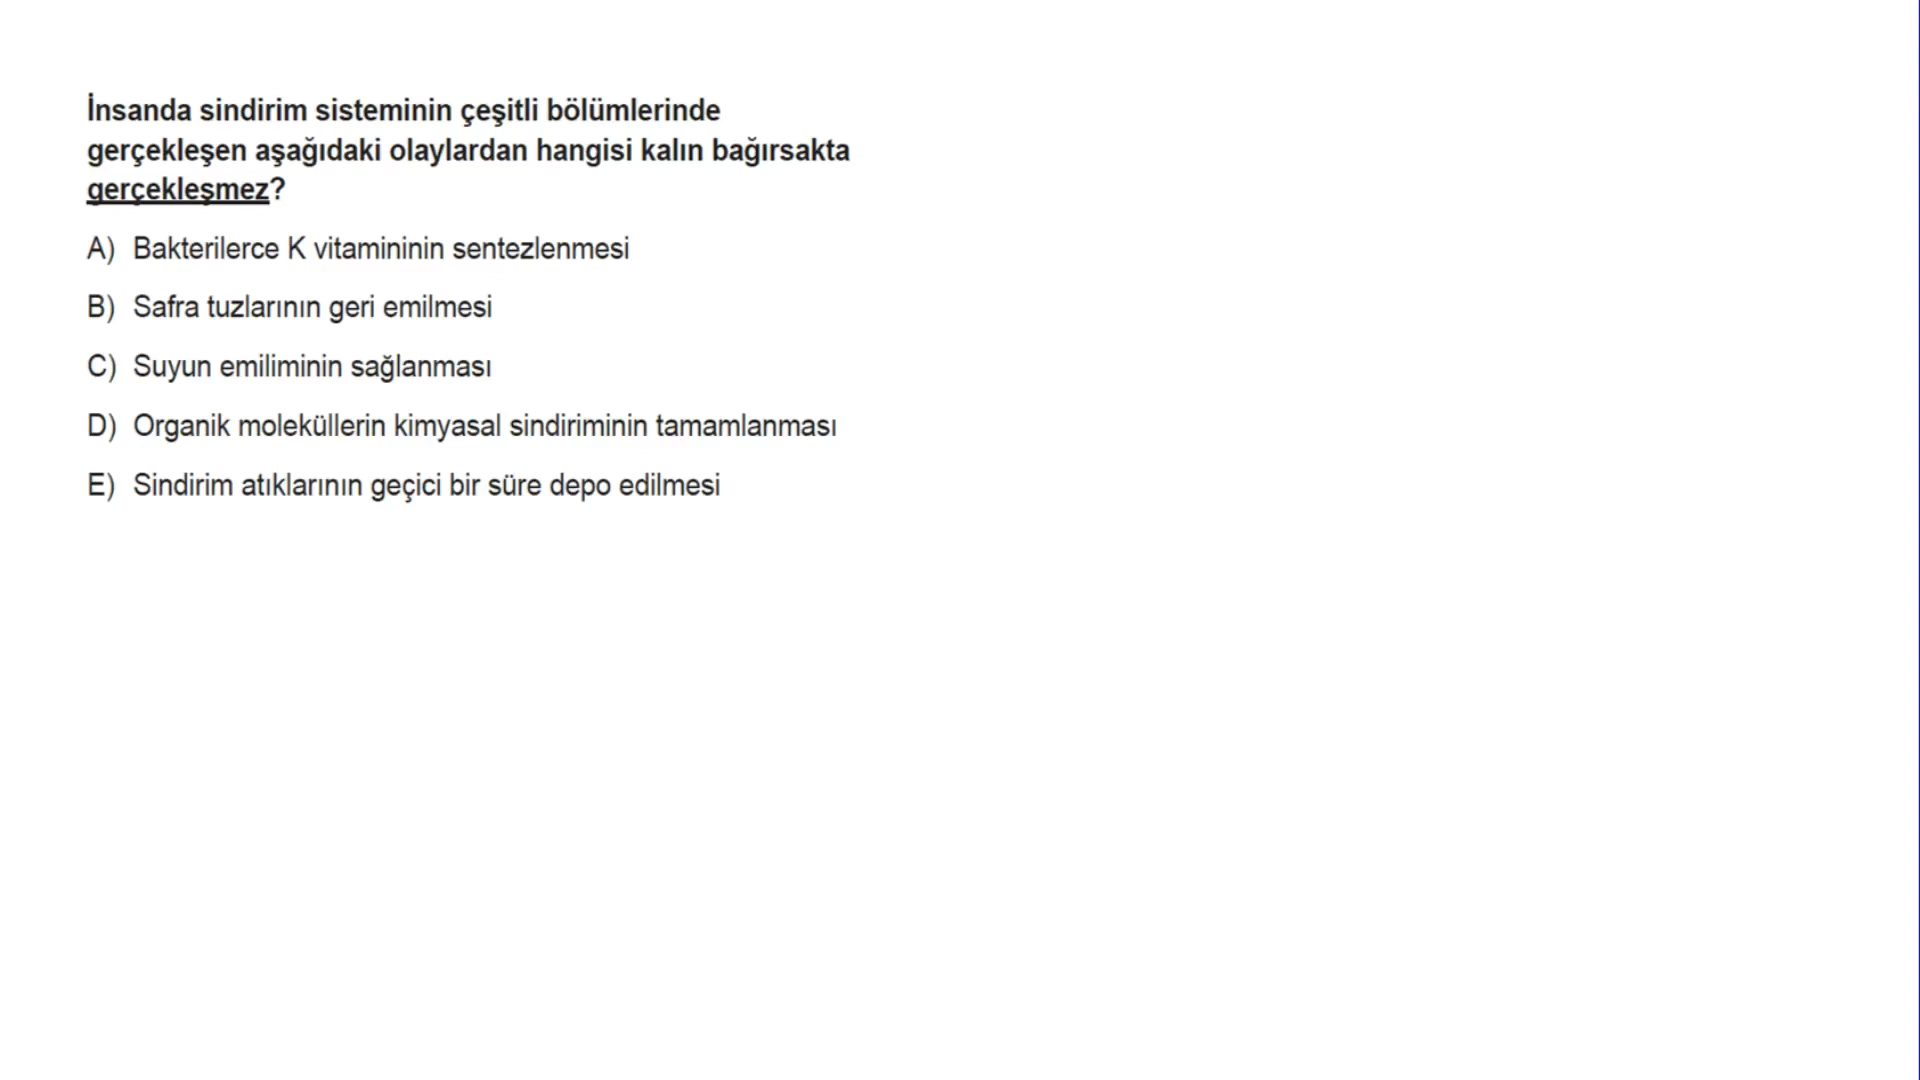 İnsanda sindirim sisteminin çeşitli bölümlerinde
gerçekleşen aşağıdaki olaylardan hangisi kalın bağırsakta
gerçekleşmez?
A) Bakterilerce K vitamininin sentezlenmesi
B) Safra tuzlarının geri emilmesi
C) Suyun emiliminin sağlanması
D) Organik moleküllerin kimyasal sindiriminin tamamlanması
E) Sindirim atıklarının geçici bir süre depo edilmesi